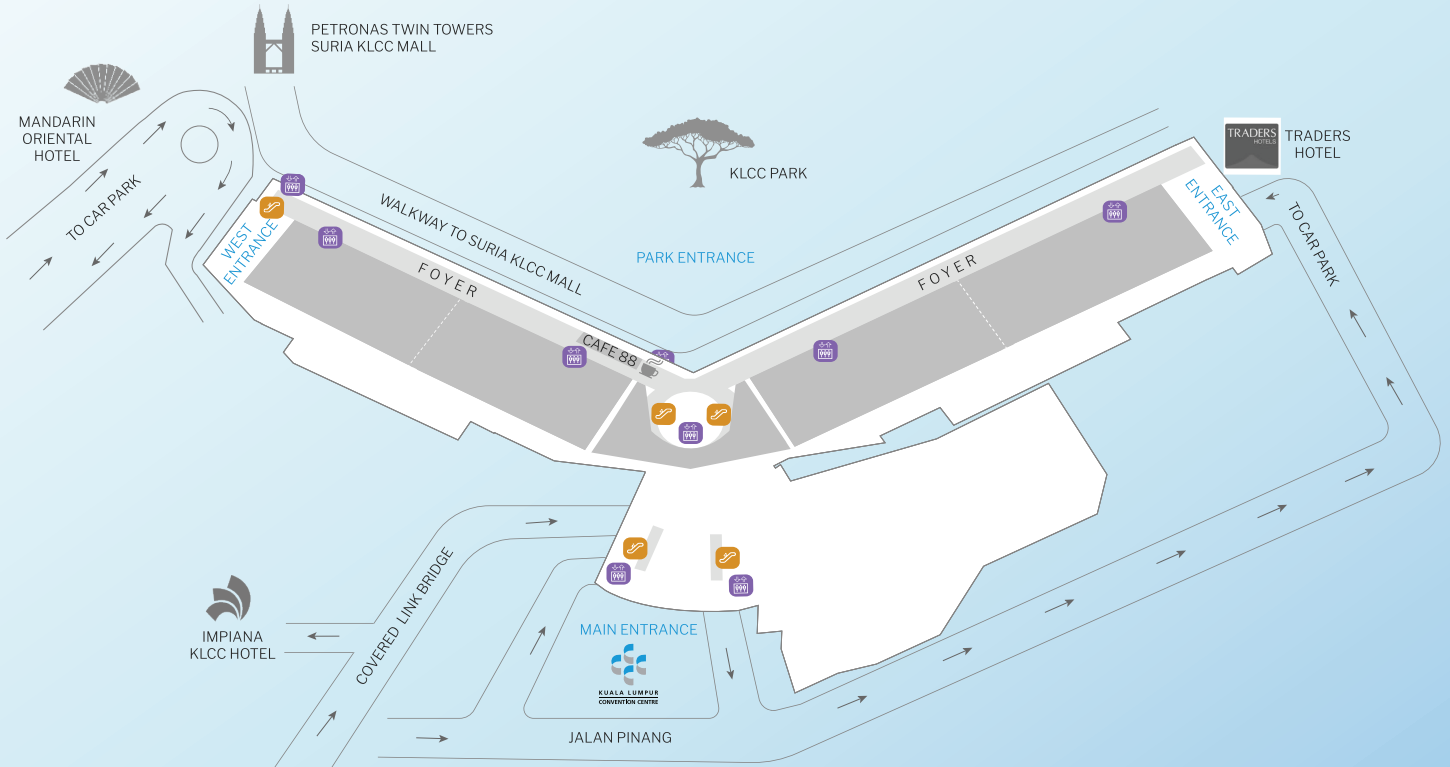 PETRONAS TWIN TOWERS
SURIA KLCC MALL
MANDARIN
ORIENTAL
HOTEL
TO CAR PARK
WEST
ENTRANCE
WALKWAY TO SURIA KLCC MALL
FOYER
CAFE 88
KLCC PARK
PARK ENTRANCE
FOYER
TRADERS
HOTELS
TRADERS
HOTEL
EAST
ENTRANCE
TO CAR PARK
COVERED LINK BRIDGE
IMPIANA
KLCC HOTEL
MAIN ENTRANCE
KUALA LUMPUR
CONVENTION CENTRE
JALAN PINANG